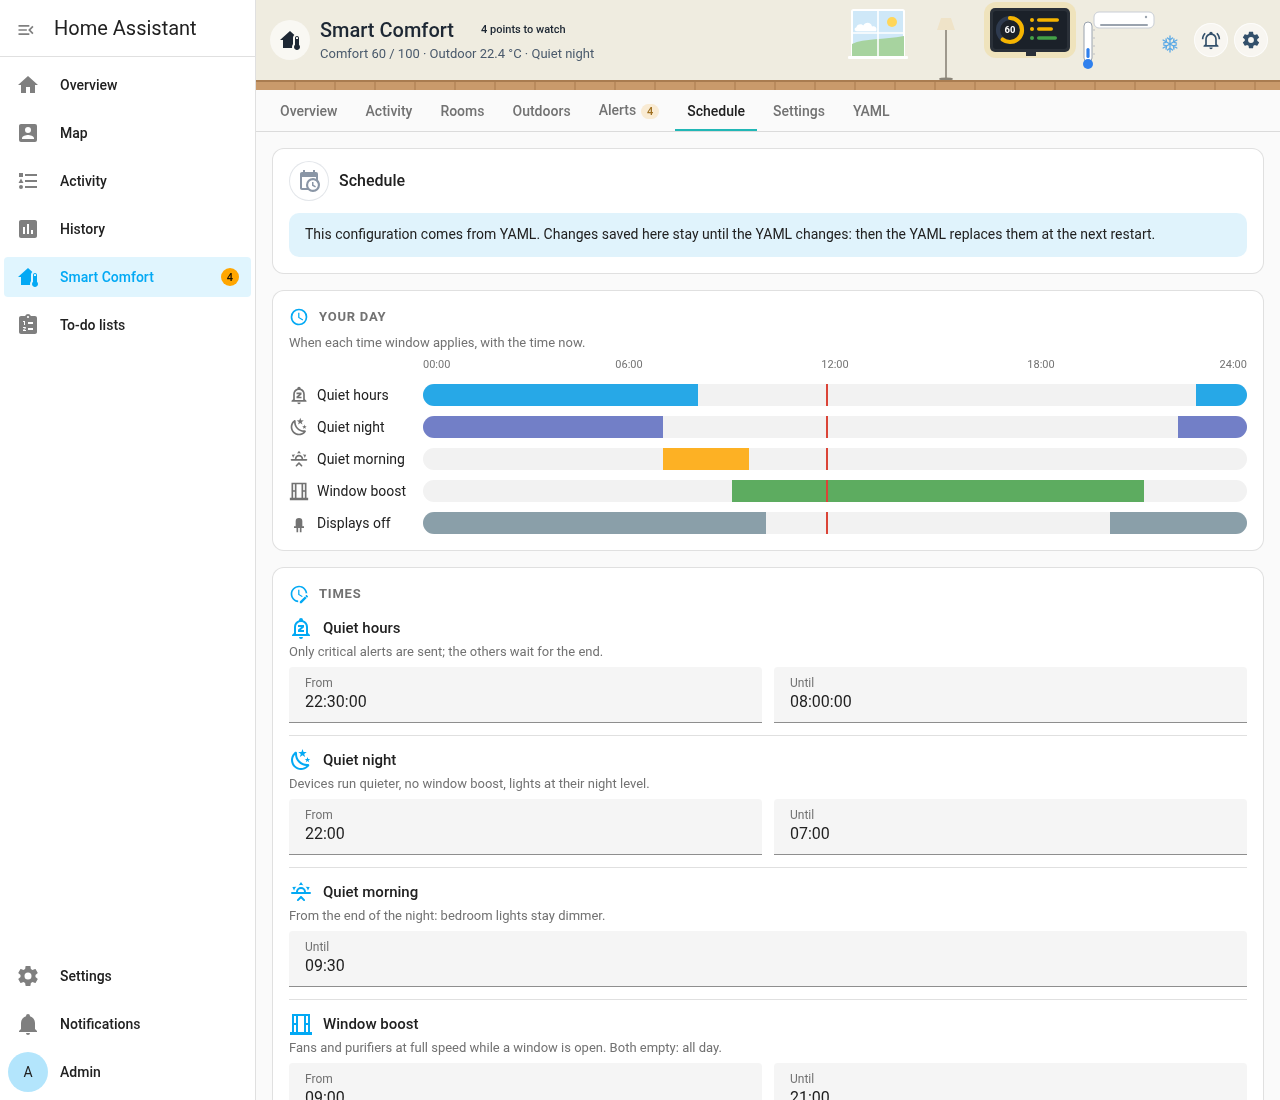 Home Assistant
Overview
Map
Activity
History
Smart Comfort
4
To-do lists
Settings
Notifications
A
Admin
Smart Comfort
4 points to watch
Comfort 60 / 100 · Outdoor 22.4 °C · Quiet night
60
Overview
Activity
Rooms
Outdoors
Alerts 4
Schedule
Settings
YAML
Schedule
This configuration comes from YAML. Changes saved here stay until the YAML changes: then the YAML replaces them at the next restart.
YOUR DAY
When each time window applies, with the time now.
00:00 06:00 12:00 18:00 24:00
Quiet hours
Quiet night
Quiet morning
Window boost
Displays off
TIMES
Quiet hours
Only critical alerts are sent; the others wait for the end.
From
22:30:00
Until
08:00:00
Quiet night
Devices run quieter, no window boost, lights at their night level.
From
22:00
Until
07:00
Quiet morning
From the end of the night: bedroom lights stay dimmer.
Until
09:30
Window boost
Fans and purifiers at full speed while a window is open. Both empty: all day.
From
09:00
Until
21:00